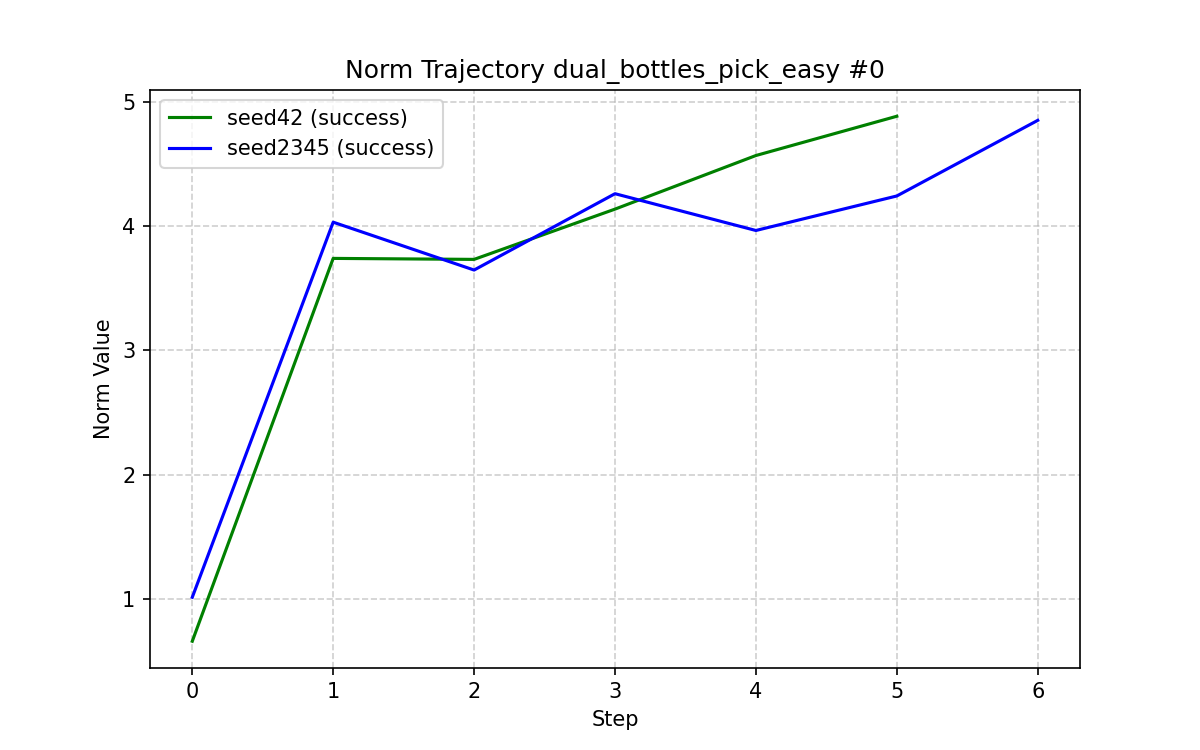 Norm Trajectory dual_bottles_pick_easy #0
seed42 (success)
seed2345 (success)
Norm Value
5
4
3
2
1
0 1 2 3 4 5 6
Step